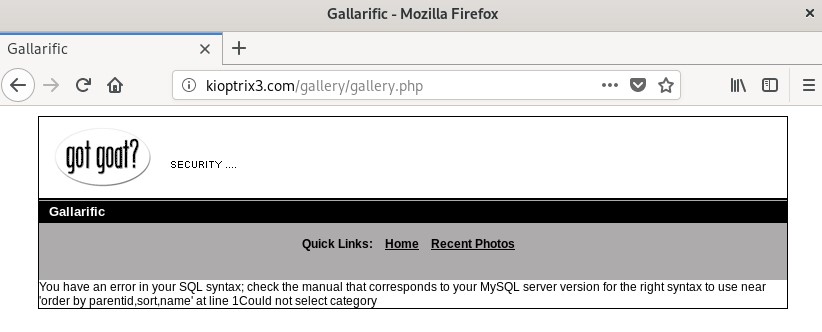 Gallarific - Mozilla Firefox
Gallarific
kioptrix3.com/gallery/gallery.php
got goat?
SECURITY ....
Gallarific
Quick Links: Home Recent Photos
You have an error in your SQL syntax; check the manual that corresponds to your MySQL server version for the right syntax to use near
'order by parentid,sort,name' at line 1Could not select category